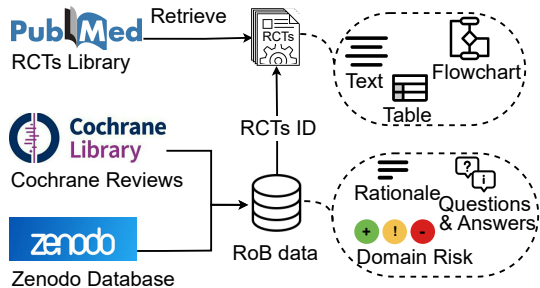 PubMed
Retrieve
RCTs Library
RCTs
Text
Flowchart
Table
RCTs ID
Cochrane
Library
Cochrane Reviews
zenodo
Zenodo Database
RoB data
Rationale
? i
Questions
& Answers
+ ! -
Domain Risk